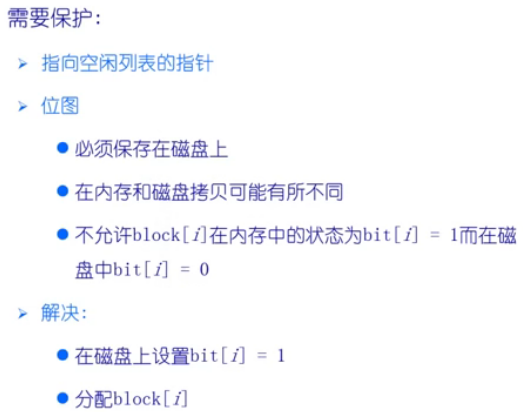 需要保护:
➢ 指向空闲列表的指针
➢ 位图
● 必须保存在磁盘上
● 在内存和磁盘拷贝可能有所不同
● 不允许block[i]在内存中的状态为bit[i] = 1而在磁
盘中bit[i] = 0
➢ 解决:
● 在磁盘上设置bit[i] = 1
● 分配block[i]